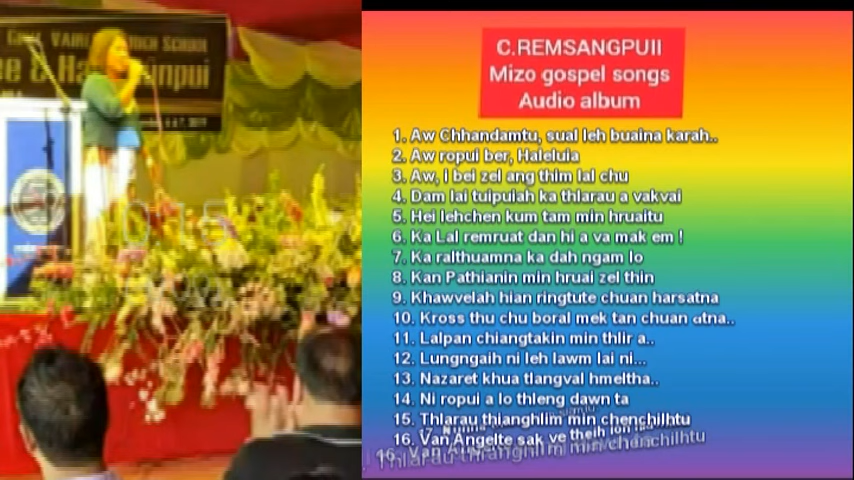 High School
2019
C.REMSANGPUII
Mizo gospel songs
Audio album
1. Aw Chhandamtu, sual leh buaina karah..
2. Aw ropui ber, Haleluia
3. Aw, i bei zel ang thim lal chu
4. Dam lai tuipuiah ka thlarau a vakvai
5. Hei lehchen kum tam min hruaitu
6. Ka Lal remruat dan hi a va mak em !
7. Ka ralthuamna ka dah ngam lo
8. Kan Pathianin min hruai zel thin
9. Khawvelah hian ringtute chuan harsatna
10. Kross thu chu boral mek tan chuan atna..
11. Lalpan chiangtakin min thlir a..
12. Lungngaih ni leh lawm lai ni...
13. Nazaret khua tlangval hmeltha..
14. Ni ropui a lo thleng dawn ta
15. Thlarau thianghlim min chenchilhtu
16. Van Angelte sak ve theih loh